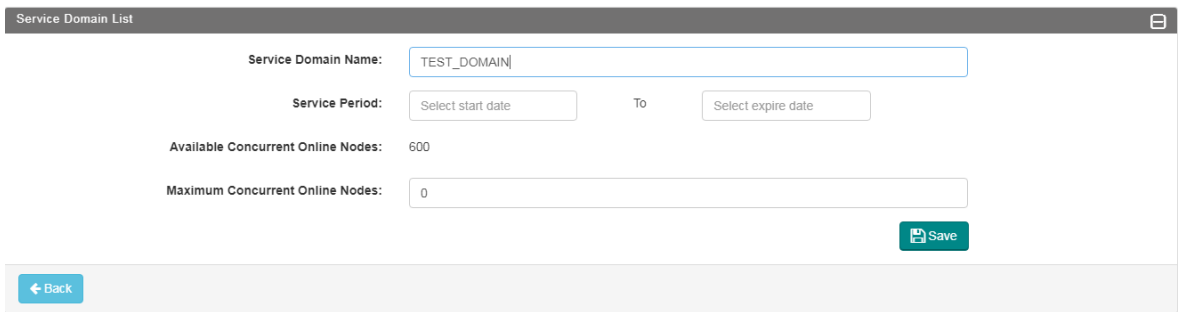 Service Domain List
Service Domain Name: TEST_DOMAIN
Service Period: Select start date To Select expire date
Available Concurrent Online Nodes: 600
Maximum Concurrent Online Nodes: 0
Save
Back